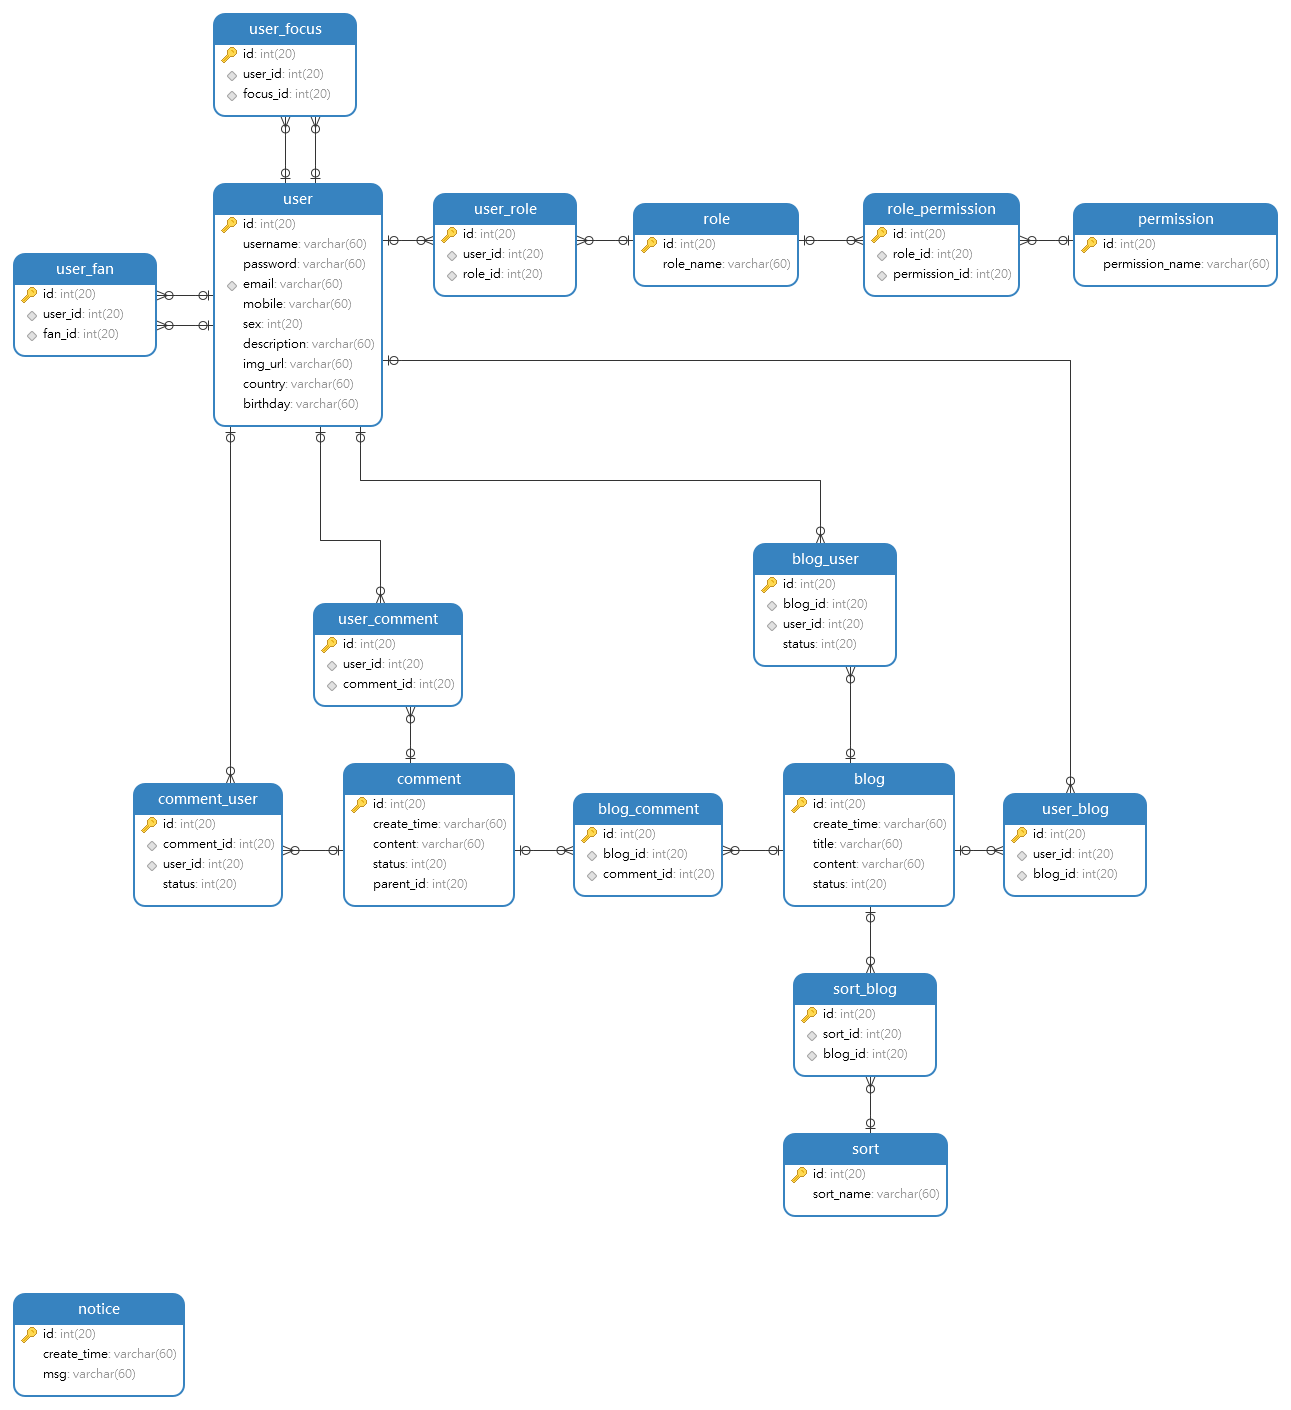 user_focus
id: int(20)
user_id: int(20)
focus_id: int(20)
user
id: int(20)
username: varchar(60)
password: varchar(60)
email: varchar(60)
mobile: varchar(60)
sex: int(20)
description: varchar(60)
img_url: varchar(60)
country: varchar(60)
birthday: varchar(60)
user_role
id: int(20)
user_id: int(20)
role_id: int(20)
role
id: int(20)
role_name: varchar(60)
role_permission
id: int(20)
role_id: int(20)
permission_id: int(20)
permission
id: int(20)
permission_name: varchar(60)
user_fan
id: int(20)
user_id: int(20)
fan_id: int(20)
blog_user
id: int(20)
blog_id: int(20)
user_id: int(20)
status: int(20)
user_comment
id: int(20)
user_id: int(20)
comment_id: int(20)
comment_user
id: int(20)
comment_id: int(20)
user_id: int(20)
status: int(20)
comment
id: int(20)
create_time: varchar(60)
content: varchar(60)
status: int(20)
parent_id: int(20)
blog_comment
id: int(20)
blog_id: int(20)
comment_id: int(20)
blog
id: int(20)
create_time: varchar(60)
title: varchar(60)
content: varchar(60)
status: int(20)
user_blog
id: int(20)
user_id: int(20)
blog_id: int(20)
sort_blog
id: int(20)
sort_id: int(20)
blog_id: int(20)
sort
id: int(20)
sort_name: varchar(60)
notice
id: int(20)
create_time: varchar(60)
msg: varchar(60)